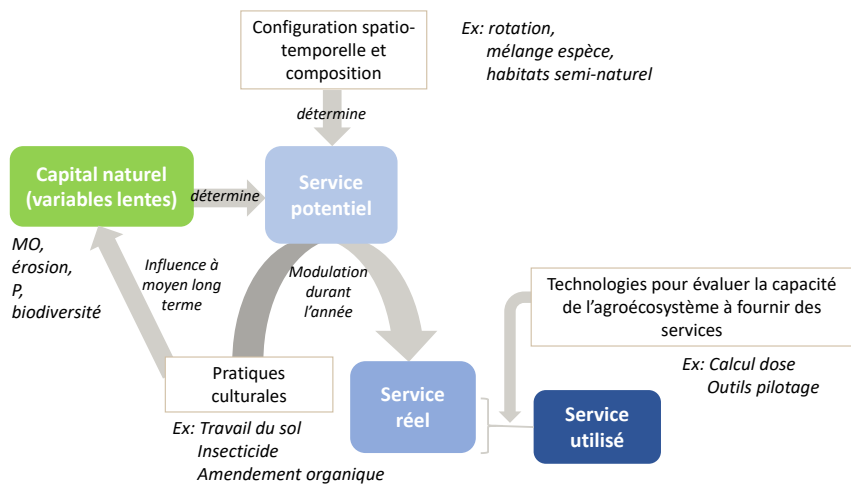 Configuration spatio-
temporelle et
composition
Ex: rotation,
mélange espèce,
habitats semi-naturel
détermine
Capital naturel
(variables lentes)
détermine
Service
potentiel
MO,
érosion,
P,
biodiversité
Influence à
moyen long
terme
Modulation
durant
l’année
Technologies pour évaluer la capacité
de l’agroécosystème à fournir des
services
Ex: Calcul dose
Outils pilotage
Pratiques
culturales
Ex: Travail du sol
Insecticide
Amendement organique
Service
réel
Service
utilisé